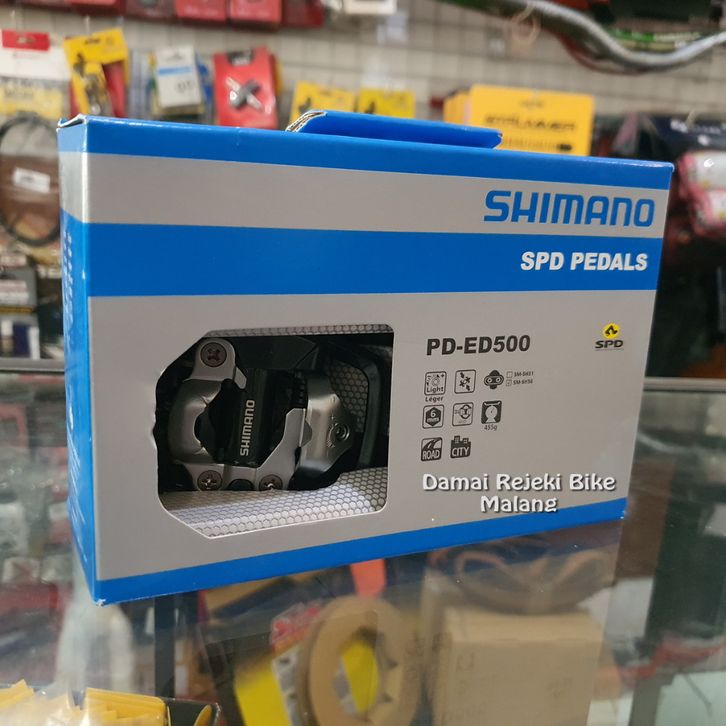 SHIMANO
SPD PEDALS
PD-ED500
SPD
Light
Léger
SM-SH51
SM-SH56
6
455g
ROAD
CITY
SHIMANO
Damai Rejeki Bike
Malang